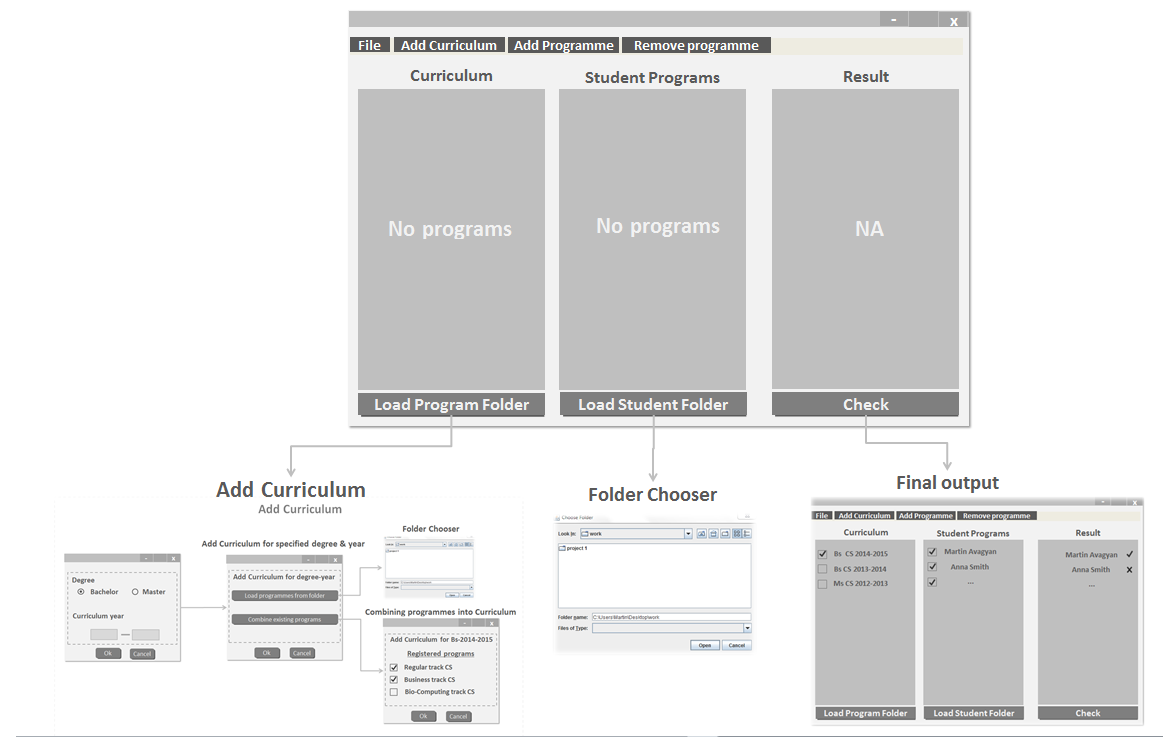 - x
File Add Curriculum Add Programme Remove programme
Curriculum Student Programs Result
No programs No programs NA
Load Program Folder Load Student Folder Check
Add Curriculum
Add Curriculum
Add Curriculum for specified degree & year
- x
Degree
Bachelor Master
Curriculum year
Ok Cancel
- x
Add Curriculum for degree-year
Load programmes from folder
Combine existing programs
Ok Cancel
Folder Chooser
Combining programmes into Curriculum
- x
Add Curriculum for Bs-2014-2015
Registered programs
Regular track CS
Business track CS
Bio-Computing track CS
Ok Cancel
Folder Chooser
Choose Folder
Look In: work
project 1
Folder name: C:\Users\Martin\Desktop\work
Files of Type:
Open Cancel
Final output
- x
File Add Curriculum Add Programme Remove programme
Curriculum Student Programs Result
Bs CS 2014-2015 Martin Avagyan Martin Avagyan ✓
Bs CS 2013-2014 Anna Smith Anna Smith x
Ms CS 2012-2013 ... ...
Load Program Folder Load Student Folder Check